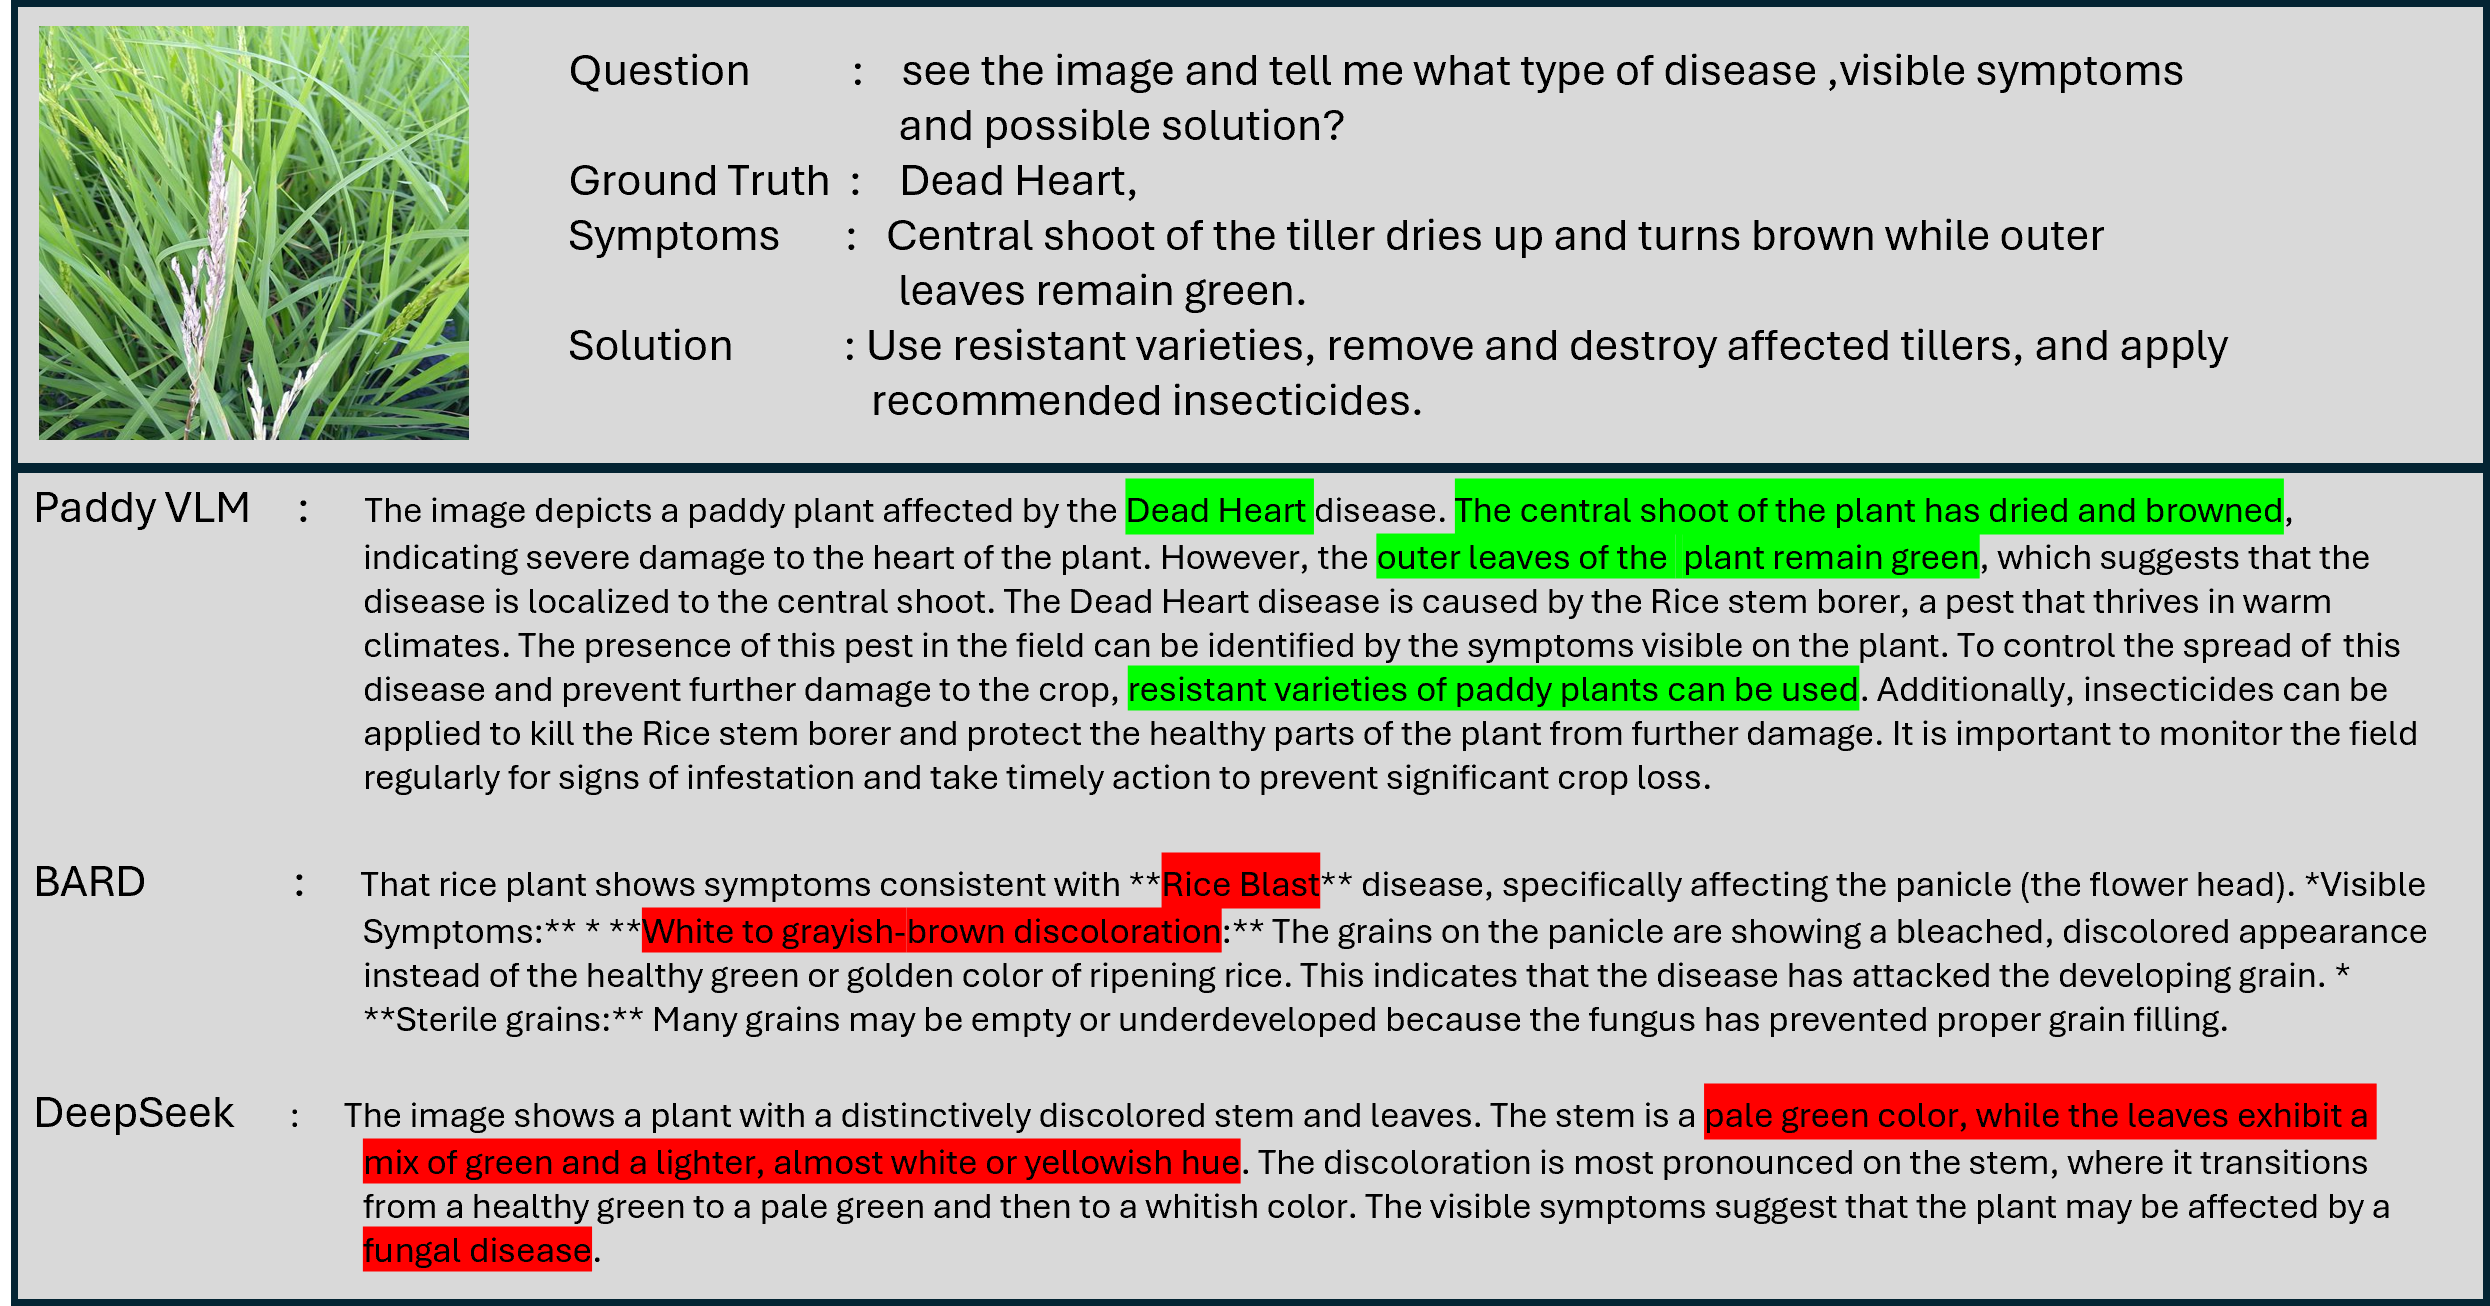 Question : see the image and tell me what type of disease ,visible symptoms
and possible solution?
Ground Truth : Dead Heart,
Symptoms : Central shoot of the tiller dries up and turns brown while outer
leaves remain green.
Solution : Use resistant varieties, remove and destroy affected tillers, and apply
recommended insecticides.
Paddy VLM : The image depicts a paddy plant affected by the Dead Heart disease. The central shoot of the plant has dried and browned,
indicating severe damage to the heart of the plant. However, the outer leaves of the plant remain green, which suggests that the
disease is localized to the central shoot. The Dead Heart disease is caused by the Rice stem borer, a pest that thrives in warm
climates. The presence of this pest in the field can be identified by the symptoms visible on the plant. To control the spread of this
disease and prevent further damage to the crop, resistant varieties of paddy plants can be used. Additionally, insecticides can be
applied to kill the Rice stem borer and protect the healthy parts of the plant from further damage. It is important to monitor the field
regularly for signs of infestation and take timely action to prevent significant crop loss.
BARD : That rice plant shows symptoms consistent with **Rice Blast** disease, specifically affecting the panicle (the flower head). *Visible
Symptoms:** * **White to grayish-brown discoloration:** The grains on the panicle are showing a bleached, discolored appearance
instead of the healthy green or golden color of ripening rice. This indicates that the disease has attacked the developing grain. *
**Sterile grains:** Many grains may be empty or underdeveloped because the fungus has prevented proper grain filling.
DeepSeek : The image shows a plant with a distinctively discolored stem and leaves. The stem is a pale green color, while the leaves exhibit a
mix of green and a lighter, almost white or yellowish hue. The discoloration is most pronounced on the stem, where it transitions
from a healthy green to a pale green and then to a whitish color. The visible symptoms suggest that the plant may be affected by a
fungal disease.